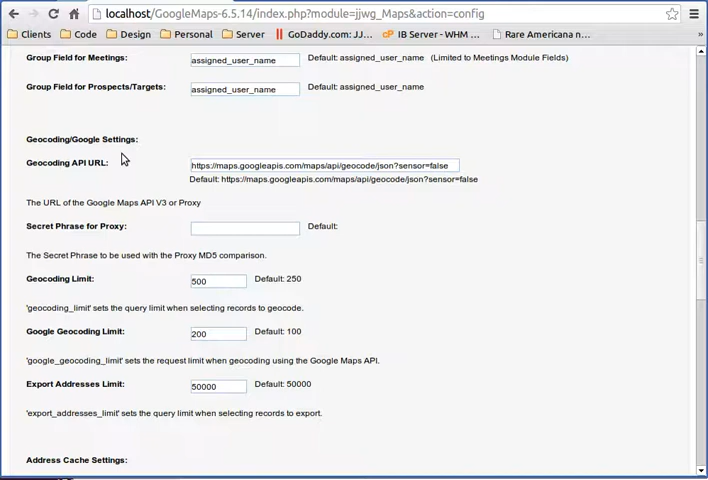 localhost/GoogleMaps-6.5.14/index.php?module=jjwg_Maps&action=config
Clients Code Design Personal Server GoDaddy.com: JJ... IB Server - WHM ... Rare Americana n...
Group Field for Meetings: assigned_user_name Default: assigned_user_name (Limited to Meetings Module Fields)
Group Field for Prospects/Targets: assigned_user_name Default: assigned_user_name
Geocoding/Google Settings:
Geocoding API URL: https://maps.googleapis.com/maps/api/geocode/json?sensor=false
Default: https://maps.googleapis.com/maps/api/geocode/json?sensor=false
The URL of the Google Maps API V3 or Proxy
Secret Phrase for Proxy: Default:
The Secret Phrase to be used with the Proxy MD5 comparison.
Geocoding Limit: 500 Default: 250
'geocoding_limit' sets the query limit when selecting records to geocode.
Google Geocoding Limit: 200 Default: 100
'google_geocoding_limit' sets the request limit when geocoding using the Google Maps API.
Export Addresses Limit: 50000 Default: 50000
'export_addresses_limit' sets the query limit when selecting records to export.
Address Cache Settings: